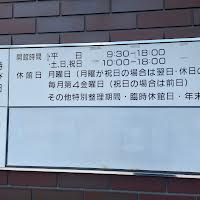 開館時間 平　日　9:30-18:00
土、日、祝日　10:00-18:00
休館日 月曜日（月曜が祝日の場合は翌日・休日の
毎月第4金曜日（祝日の場合は前日）
その他特別整理期間・臨時休館日・年末
時
び
日